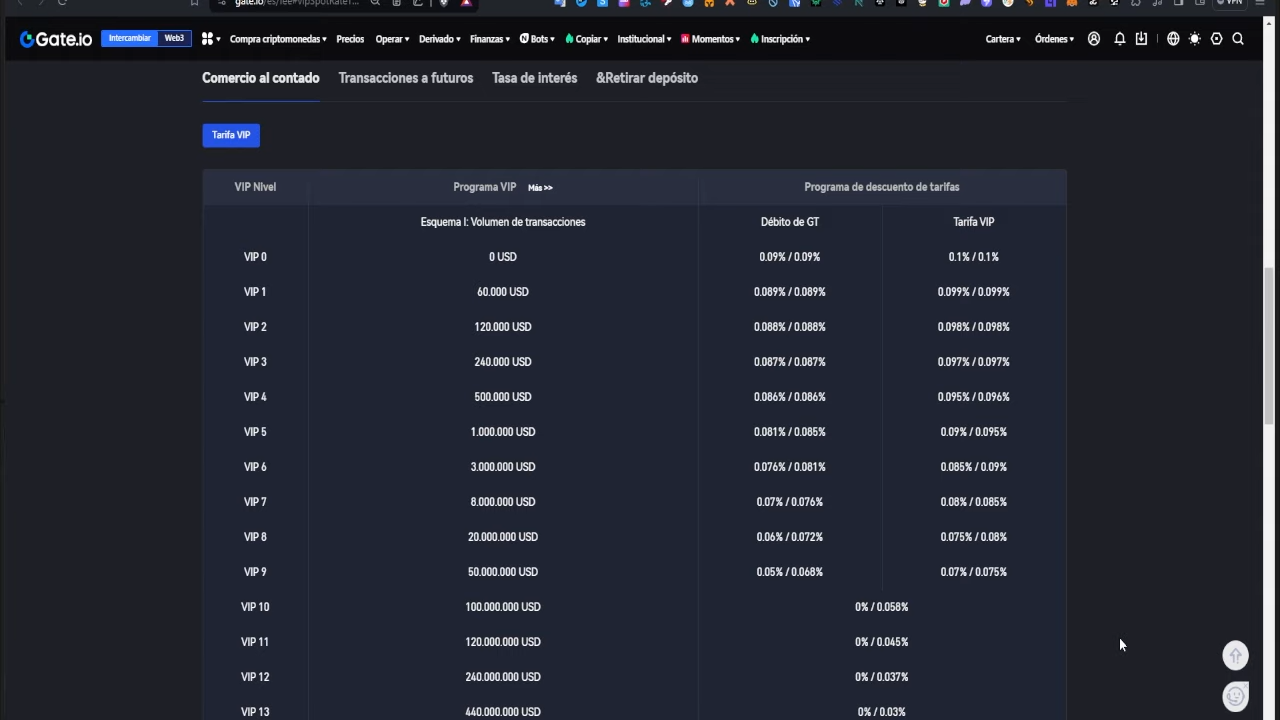 gate.io/es/fee#vipSpotRateT...
VPN
Gate.io Intercambiar Web3 Compra criptomonedas Precios Operar Derivado Finanzas Bots Copiar Institucional Momentos Inscripción Cartera Órdenes
Comercio al contado Transacciones a futuros Tasa de interés &Retirar depósito
Tarifa VIP
VIP Nivel Programa VIP Más >> Programa de descuento de tarifas
Esquema I: Volumen de transacciones Débito de GT Tarifa VIP
VIP 0 0 USD 0.09% / 0.09% 0.1% / 0.1%
VIP 1 60.000 USD 0.089% / 0.089% 0.099% / 0.099%
VIP 2 120.000 USD 0.088% / 0.088% 0.098% / 0.098%
VIP 3 240.000 USD 0.087% / 0.087% 0.097% / 0.097%
VIP 4 500.000 USD 0.086% / 0.086% 0.095% / 0.096%
VIP 5 1.000.000 USD 0.081% / 0.085% 0.09% / 0.095%
VIP 6 3.000.000 USD 0.076% / 0.081% 0.085% / 0.09%
VIP 7 8.000.000 USD 0.07% / 0.076% 0.08% / 0.085%
VIP 8 20.000.000 USD 0.06% / 0.072% 0.075% / 0.08%
VIP 9 50.000.000 USD 0.05% / 0.068% 0.07% / 0.075%
VIP 10 100.000.000 USD 0% / 0.058%
VIP 11 120.000.000 USD 0% / 0.045%
VIP 12 240.000.000 USD 0% / 0.037%
VIP 13 440.000.000 USD 0% / 0.03%